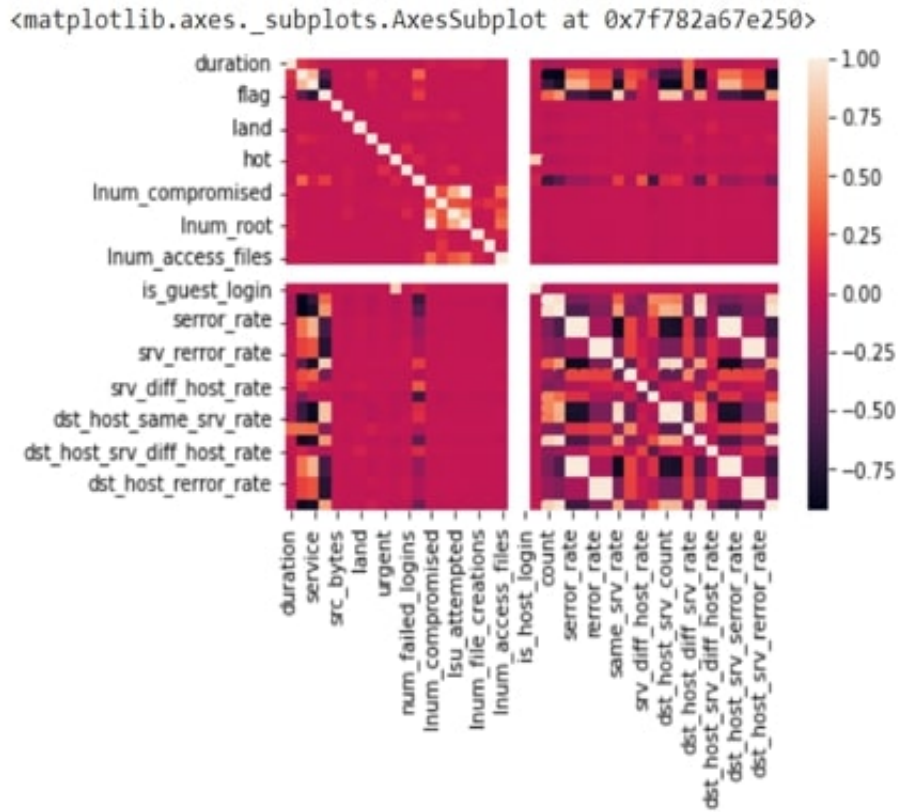 <matplotlib.axes._subplots.AxesSubplot at 0x7f782a67e250>
duration
flag
land
hot
lnum_compromised
lnum_root
lnum_access_files
is_guest_login
serror_rate
srv_rerror_rate
srv_diff_host_rate
dst_host_same_srv_rate
dst_host_srv_diff_host_rate
dst_host_rerror_rate
1.00
0.75
0.50
0.25
0.00
−0.25
−0.50
−0.75
duration
service
src_bytes
land
urgent
num_failed_logins
lnum_compromised
lsu_attempted
lnum_file_creations
lnum_access_files
is_host_login
count
serror_rate
rerror_rate
same_srv_rate
srv_diff_host_rate
dst_host_srv_count
dst_host_diff_srv_rate
dst_host_srv_diff_host_rate
dst_host_srv_serror_rate
dst_host_srv_rerror_rate